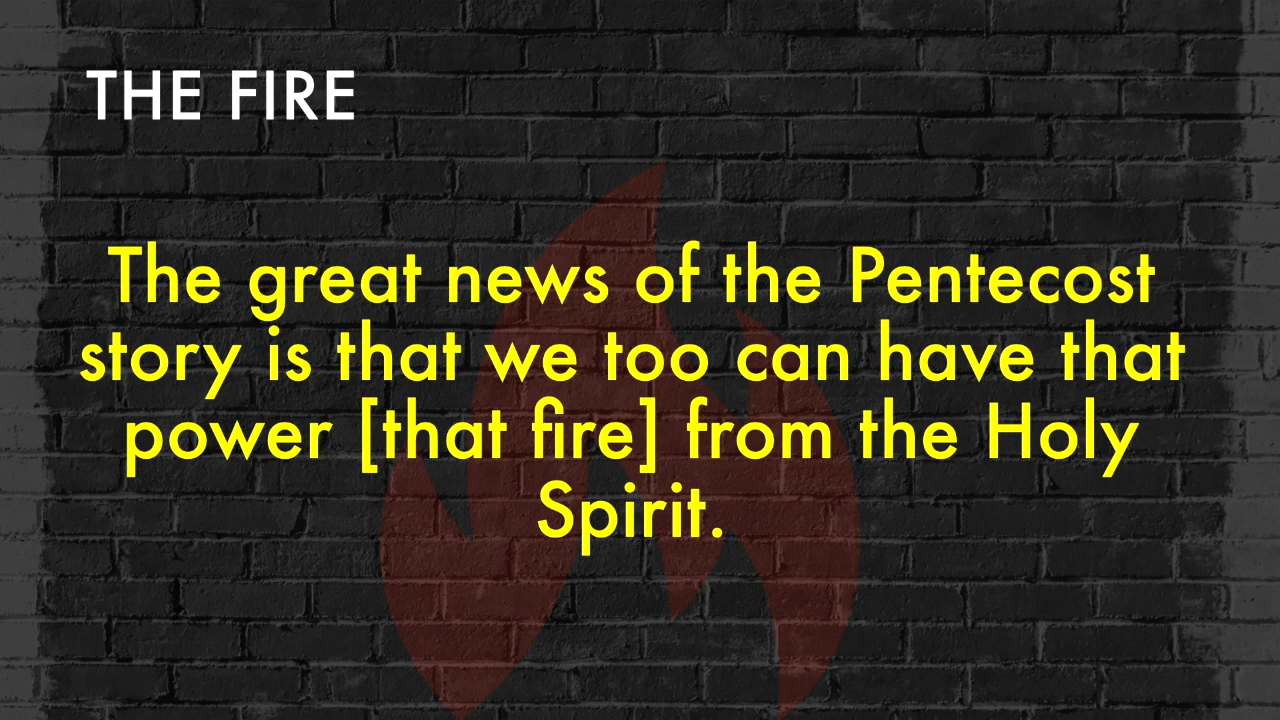 THE FIRE
The great news of the Pentecost
story is that we too can have that
power [that fire] from the Holy
Spirit.